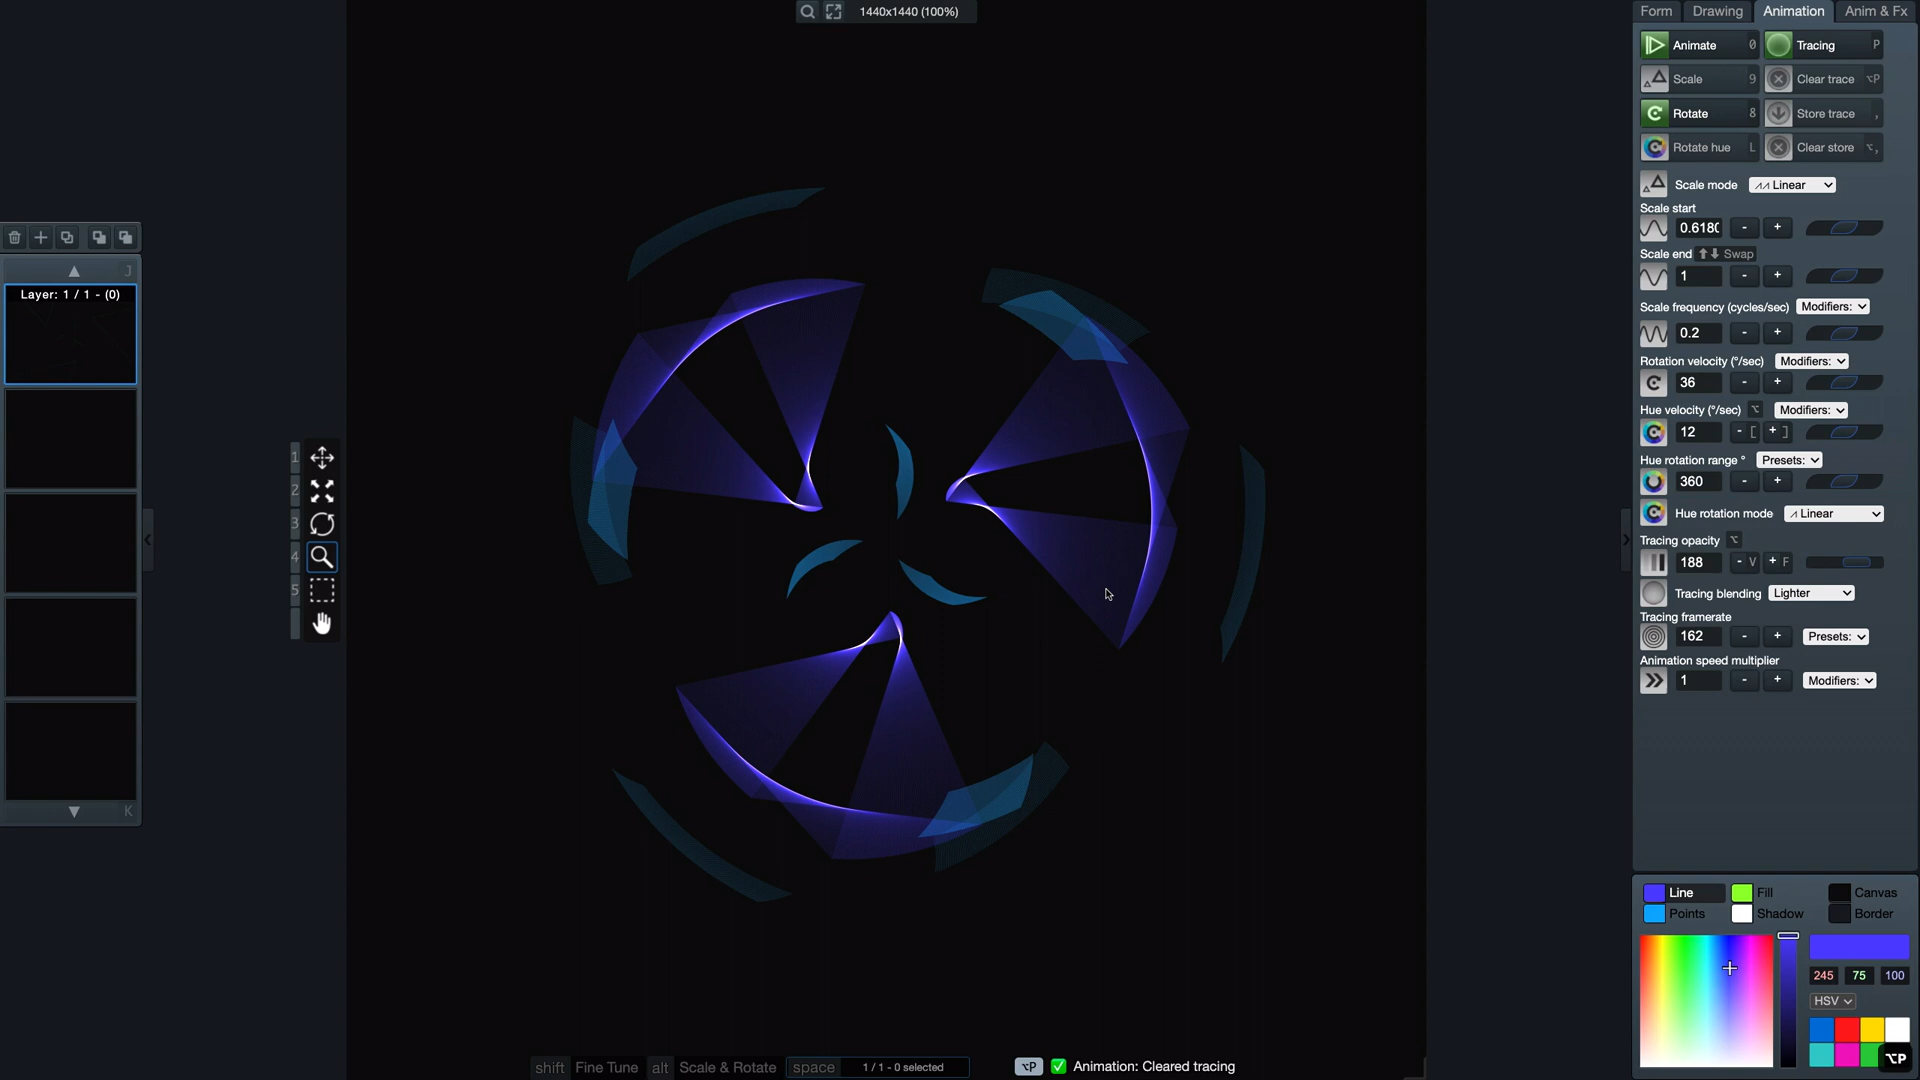 1440x1440 (100%)
Form Drawing Animation Anim & Fx
Animate 0 Tracing P
Scale 9 Clear trace ⌥P
Rotate 8 Store trace ,
Rotate hue L Clear store ⌥,
Scale mode Linear
Scale start
0.6180 - +
Scale end Swap
1 - +
Scale frequency (cycles/sec) Modifiers:
0.2 - +
Rotation velocity (°/sec) Modifiers:
36 - +
Hue velocity (°/sec) ⌥ Modifiers:
12 - [ + ]
Hue rotation range ° Presets:
360 - +
Hue rotation mode Linear
Tracing opacity ⌥
188 - V + F
Tracing blending Lighter
Tracing framerate
162 - + Presets:
Animation speed multiplier
1 - + Modifiers:
J
Layer: 1 / 1 - (0)
K
1
2
3
4
5
Line Fill Canvas
Points Shadow Border
245 75 100
HSV
⌥P
shift Fine Tune alt Scale & Rotate space 1 / 1 - 0 selected ⌥P Animation: Cleared tracing